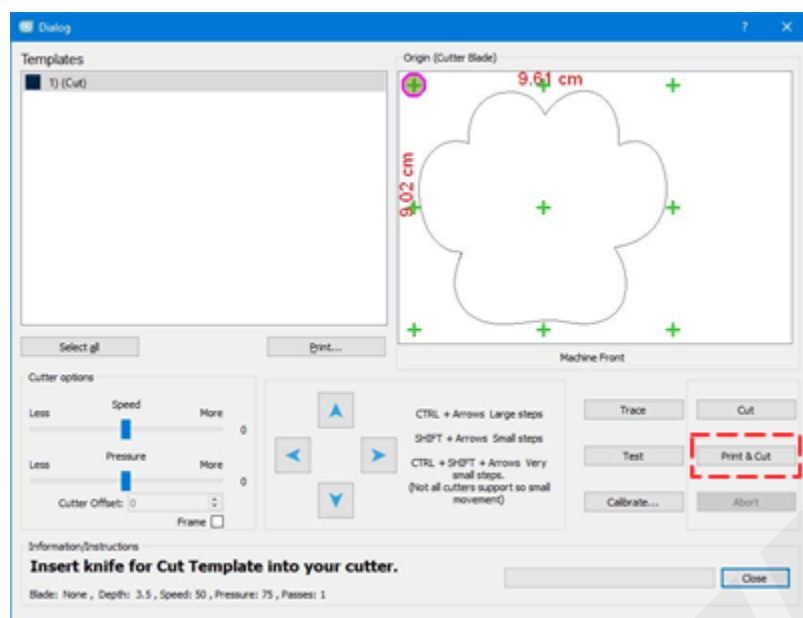 Dialog
?
Templates
1) (Cut)
Select all
Print...
Origin (Cutter Blade)
9.61 cm
9.02 cm
Machine Front
Cutter options
Speed
Less
More
0
Pressure
Less
More
0
Cutter Offset: 0
Frame
CTRL + Arrows Large steps
SHIFT + Arrows Small steps
CTRL + SHIFT + Arrows Very
small steps.
(Not all cutters support so small
movement)
Trace
Test
Calibrate...
Cut
Print & Cut
Abort
Information/Instructions
Insert knife for Cut Template into your cutter.
Blade: None , Depth: 3.5 , Speed: 50 , Pressure: 75 , Passes: 1
Close